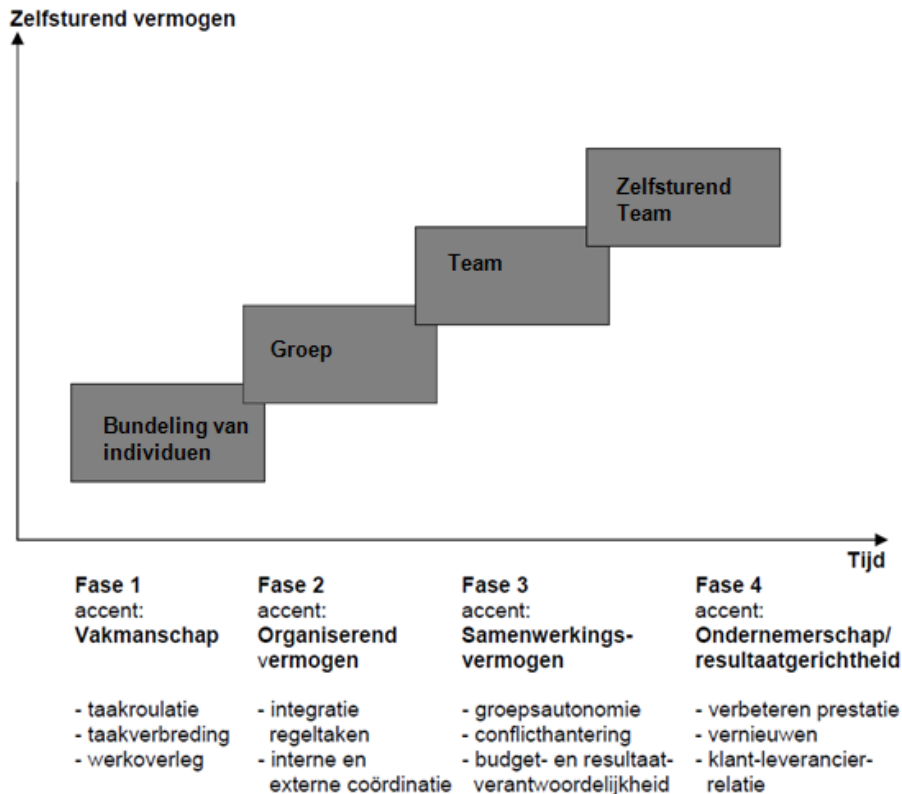 Zelfsturend vermogen
Zelfsturend
Team
Team
Groep
Bundeling van
individuen
Tijd
Fase 1
accent:
Vakmanschap
- taakroulatie
- taakverbreding
- werkoverleg
Fase 2
accent:
Organiserend
vermogen
- integratie
regeltaken
- interne en
externe coördinatie
Fase 3
accent:
Samenwerkings-
vermogen
- groepsautonomie
- conflicthantering
- budget- en resultaat-
verantwoordelijkheid
Fase 4
accent:
Ondernemerschap/
resultaatgerichtheid
- verbeteren prestatie
- vernieuwen
- klant-leverancier-
relatie